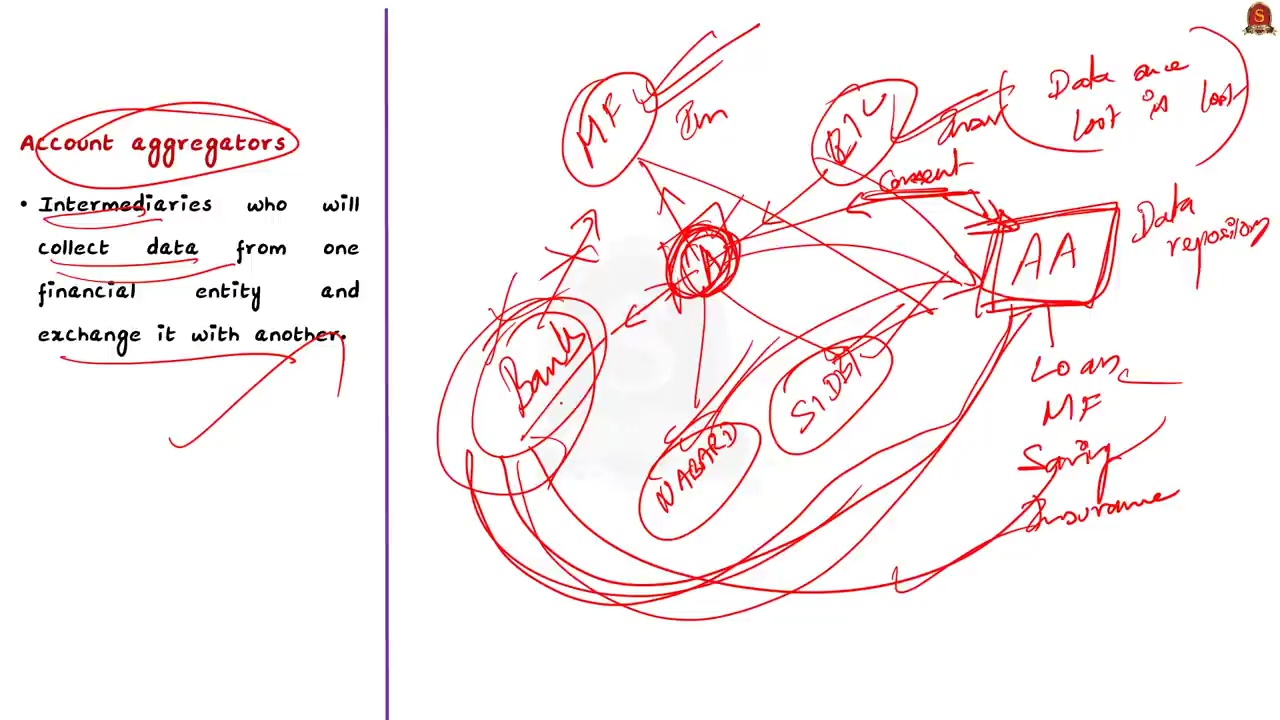 Account aggregators
• Intermediaries who will
collect data from one
financial entity and
exchange it with another.
MF
Data once
lost is lost
Consent
AA
Data
repository
Bank
SIDBI
NABARD
Loan
MF
Saving
Insurance
S